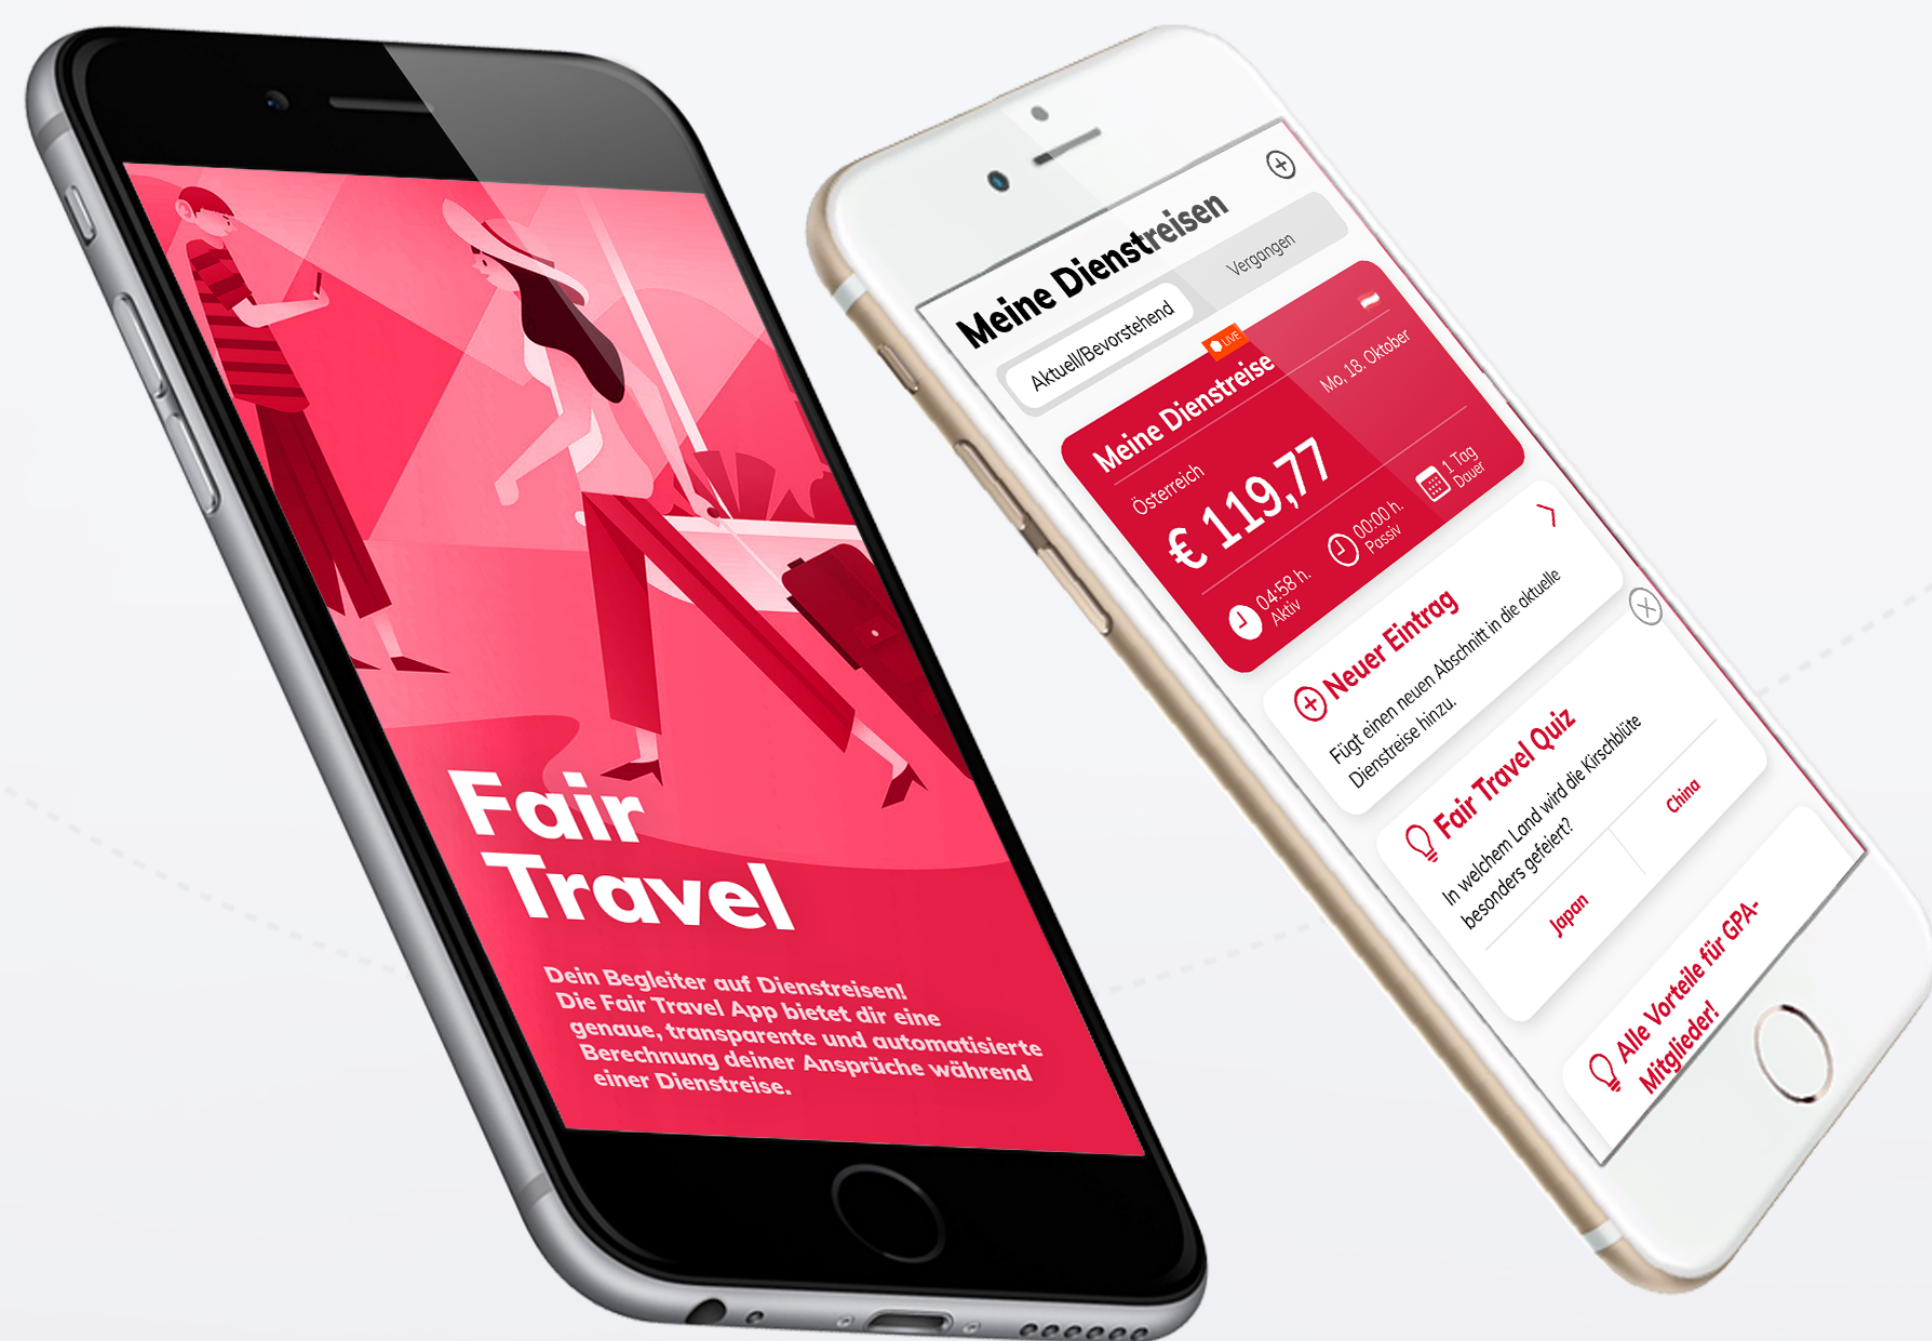 Fair
Travel
Dein Begleiter auf Dienstreisen!
Die Fair Travel App bietet dir eine
genaue, transparente und automatisierte
Berechnung deiner Ansprüche während
einer Dienstreise.
Meine Dienstreisen
Aktuell/Bevorstehend
Vergangen
LIVE
Meine Dienstreise
Österreich
Mo, 18. Oktober
€ 119,77
04:58 h.
Aktiv
00:00 h.
Passiv
1 Tag
Dauer
Neuer Eintrag
Fügt einen neuen Abschnitt in die aktuelle
Dienstreise hinzu.
Fair Travel Quiz
In welchem Land wird die Kirschblüte
besonders gefeiert?
Japan
China
Alle Vorteile für GPA-
Mitglieder!